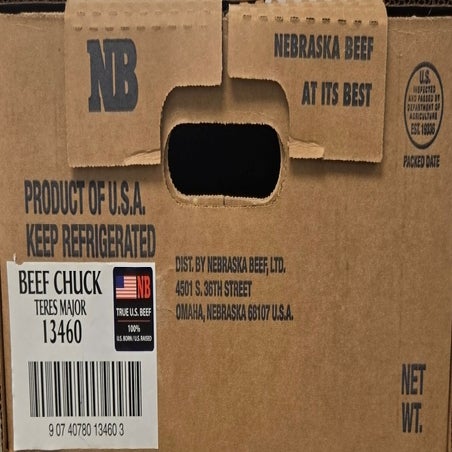 NB
NEBRASKA BEEF
AT ITS BEST
U.S.
INSPECTED
AND PASSED BY
DEPARTMENT OF
AGRICULTURE
EST. 19336
PACKED DATE
PRODUCT OF U.S.A.
KEEP REFRIGERATED
DIST. BY NEBRASKA BEEF, LTD.
4501 S. 36TH STREET
OMAHA, NEBRASKA 68107 U.S.A.
BEEF CHUCK
TERES MAJOR
13460
NB
TRUE U.S. BEEF
100%
U.S. BORN / U.S. RAISED
9 07 40780 13460 3
NET
WT.